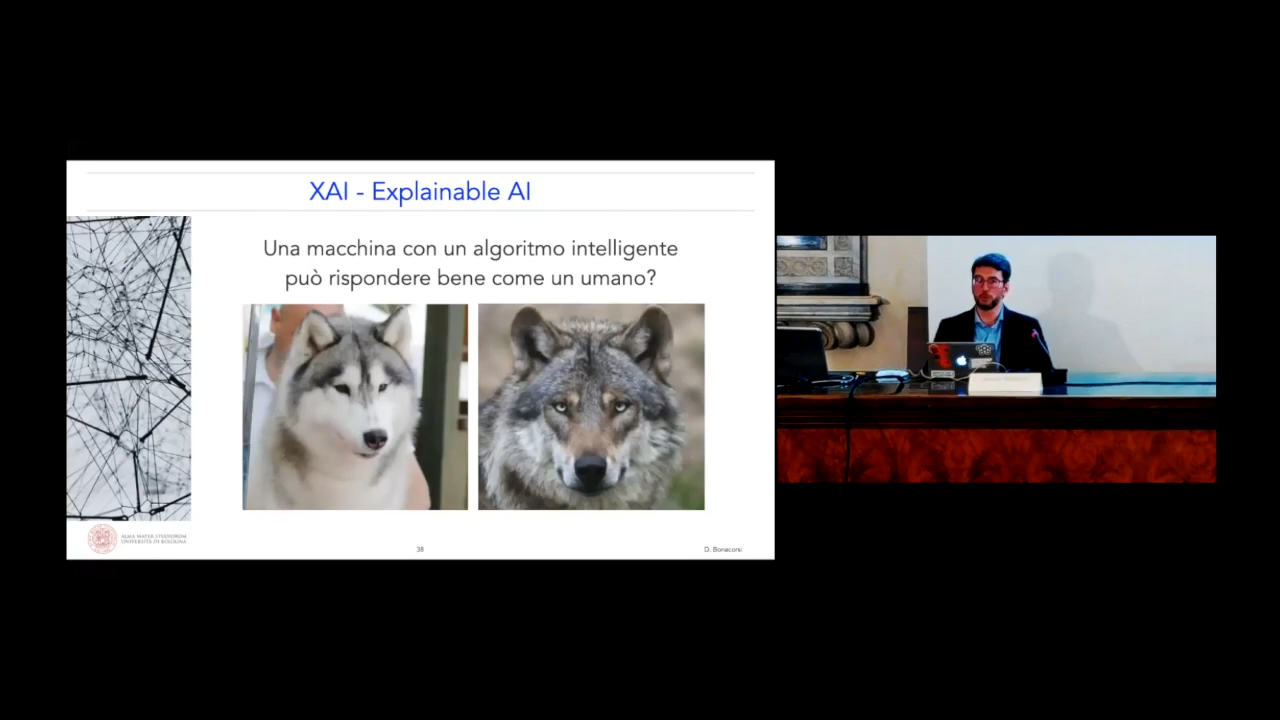 XAI - Explainable AI
Una macchina con un algoritmo intelligente
può rispondere bene come un umano?
ALMA MATER STUDIORUM
UNIVERSITÀ DI BOLOGNA
38
D. Bonacorsi